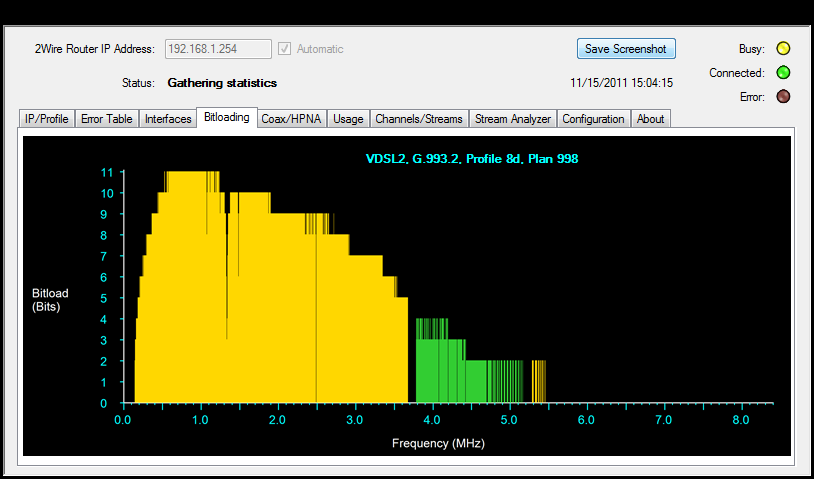 2Wire Router IP Address: 192.168.1.254 Automatic Save Screenshot Busy:
Connected:
Status: Gathering statistics 11/15/2011 15:04:15
Error:
IP/Profile Error Table Interfaces Bitloading Coax/HPNA Usage Channels/Streams Stream Analyzer Configuration About
VDSL2, G.993.2, Profile 8d, Plan 998
11
10
9
8
7
6
5
4
3
2
1
0
Bitload
(Bits)
0.0 1.0 2.0 3.0 4.0 5.0 6.0 7.0 8.0
Frequency (MHz)